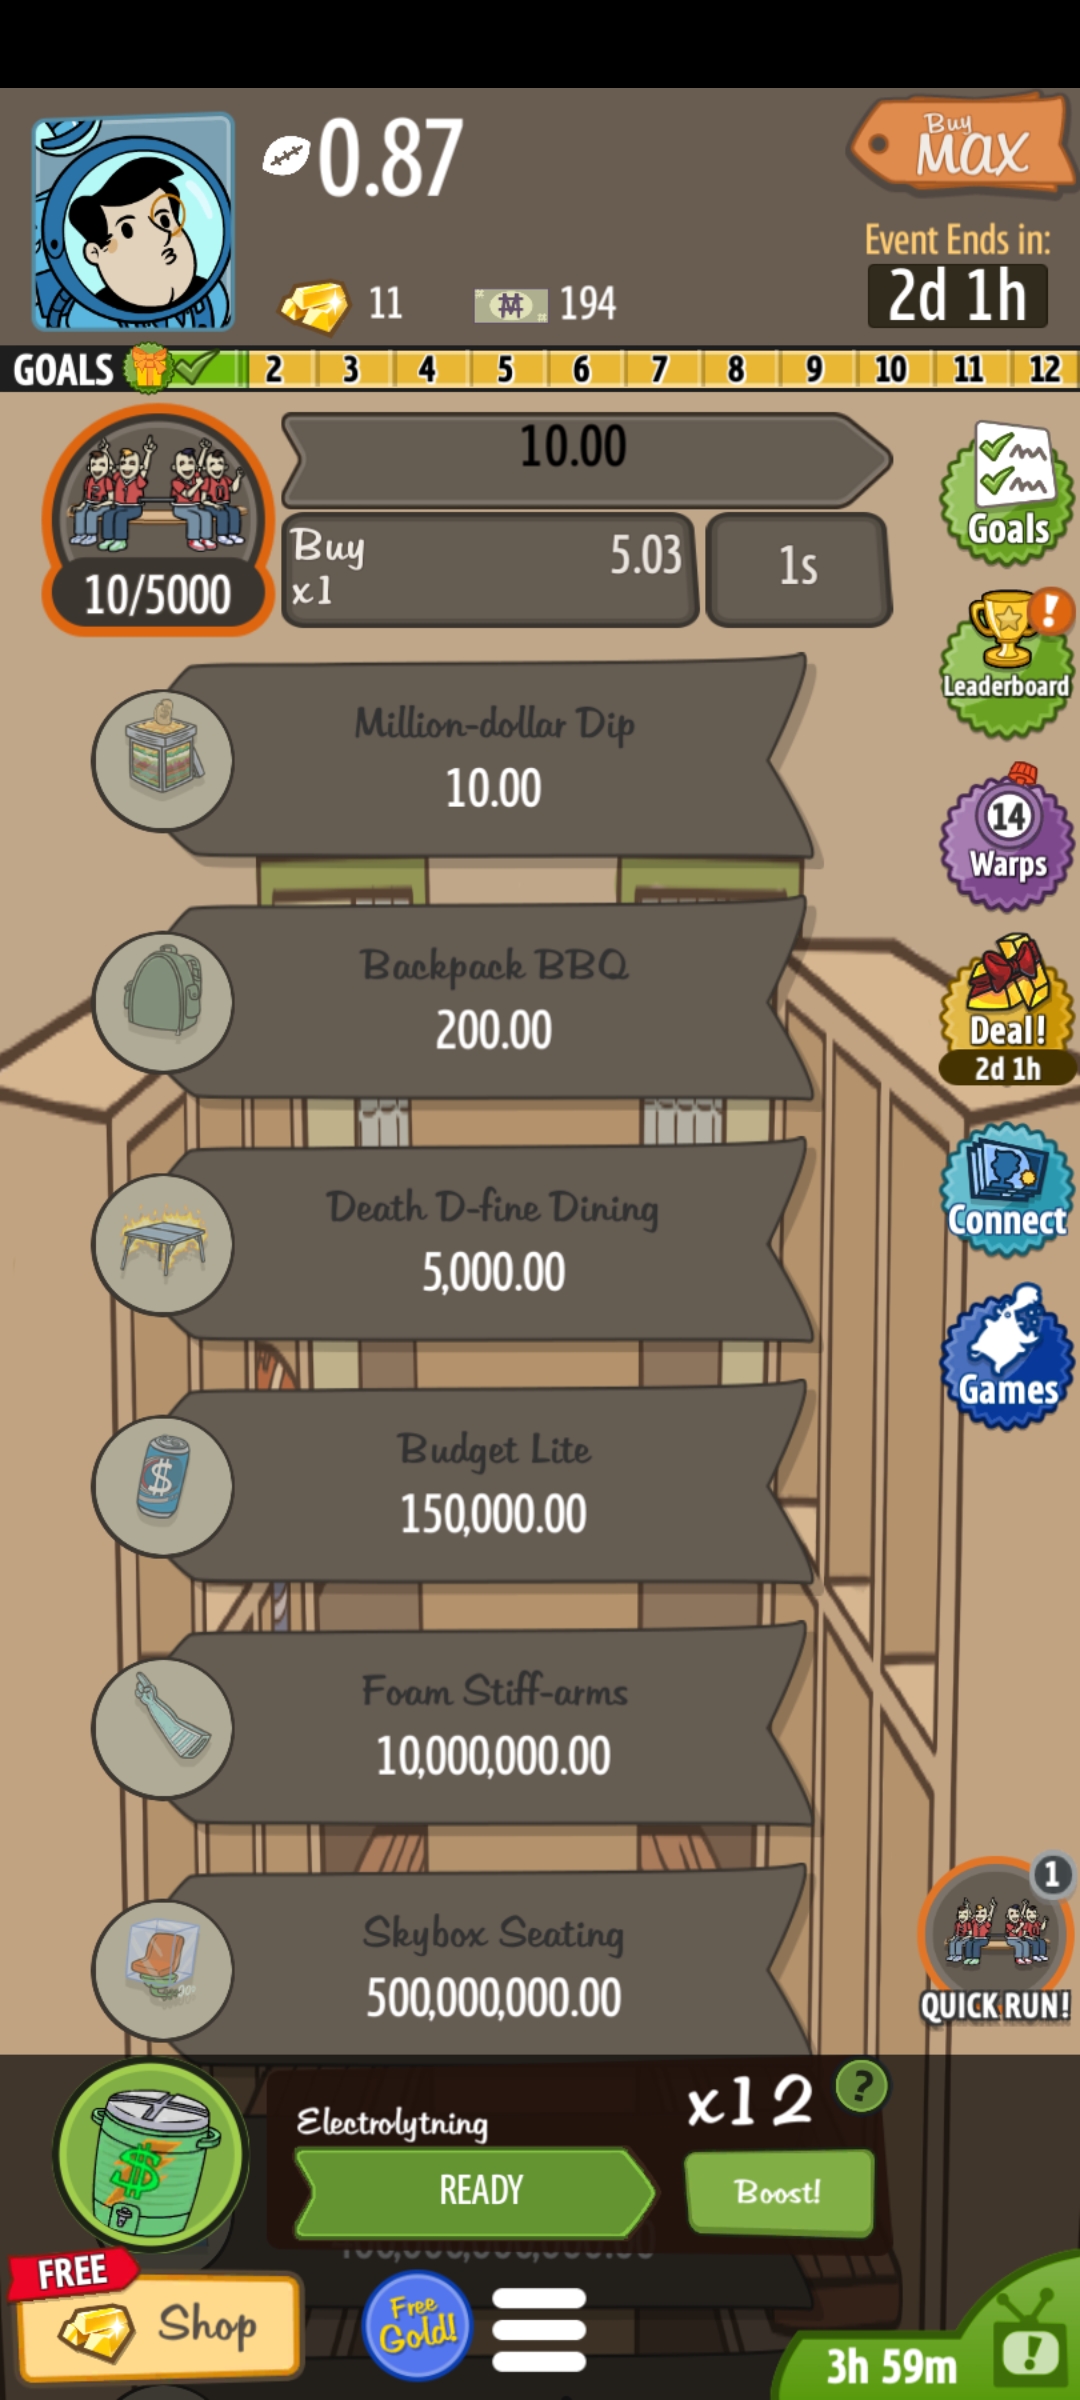 0.87
Buy
Max
Event Ends in:
2d 1h
11
194
GOALS 2 3 4 5 6 7 8 9 10 11 12
10.00
Buy
x1
5.03
1s
10/5000
Goals
Leaderboard
Million-dollar Dip
10.00
14
Warps
Backpack BBQ
200.00
Deal!
2d 1h
Death D-fine Dining
5,000.00
Connect
Games
Budget Lite
150,000.00
Foam Stiff-arms
10,000,000.00
Skybox Seating
500,000,000.00
1
QUICK RUN!
Electrolytning
x12
?
READY
Boost!
FREE
Shop
Free
Gold!
3h 59m